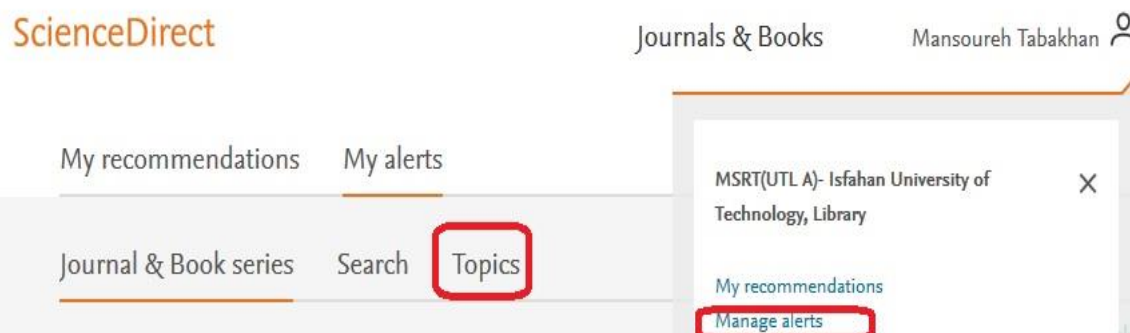 ScienceDirect
Journals & Books
Mansoureh Tabakhan
My recommendations
My alerts
MSRT(UTL A)- Isfahan University of
Technology, Library
Journal & Book series
Search
Topics
My recommendations
Manage alerts